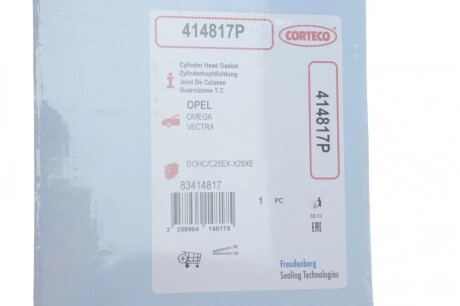 414817P
CORTECO
Cylinder Head Gasket
Zylinderkopfdichtung
Joint De Culasse
Guarnizione T.C
OPEL
OMEGA
VECTRA
414817P
DOHC/C25EX-X25XE
83414817
1 PC
EAC
Freudenberg
Sealing Technologies